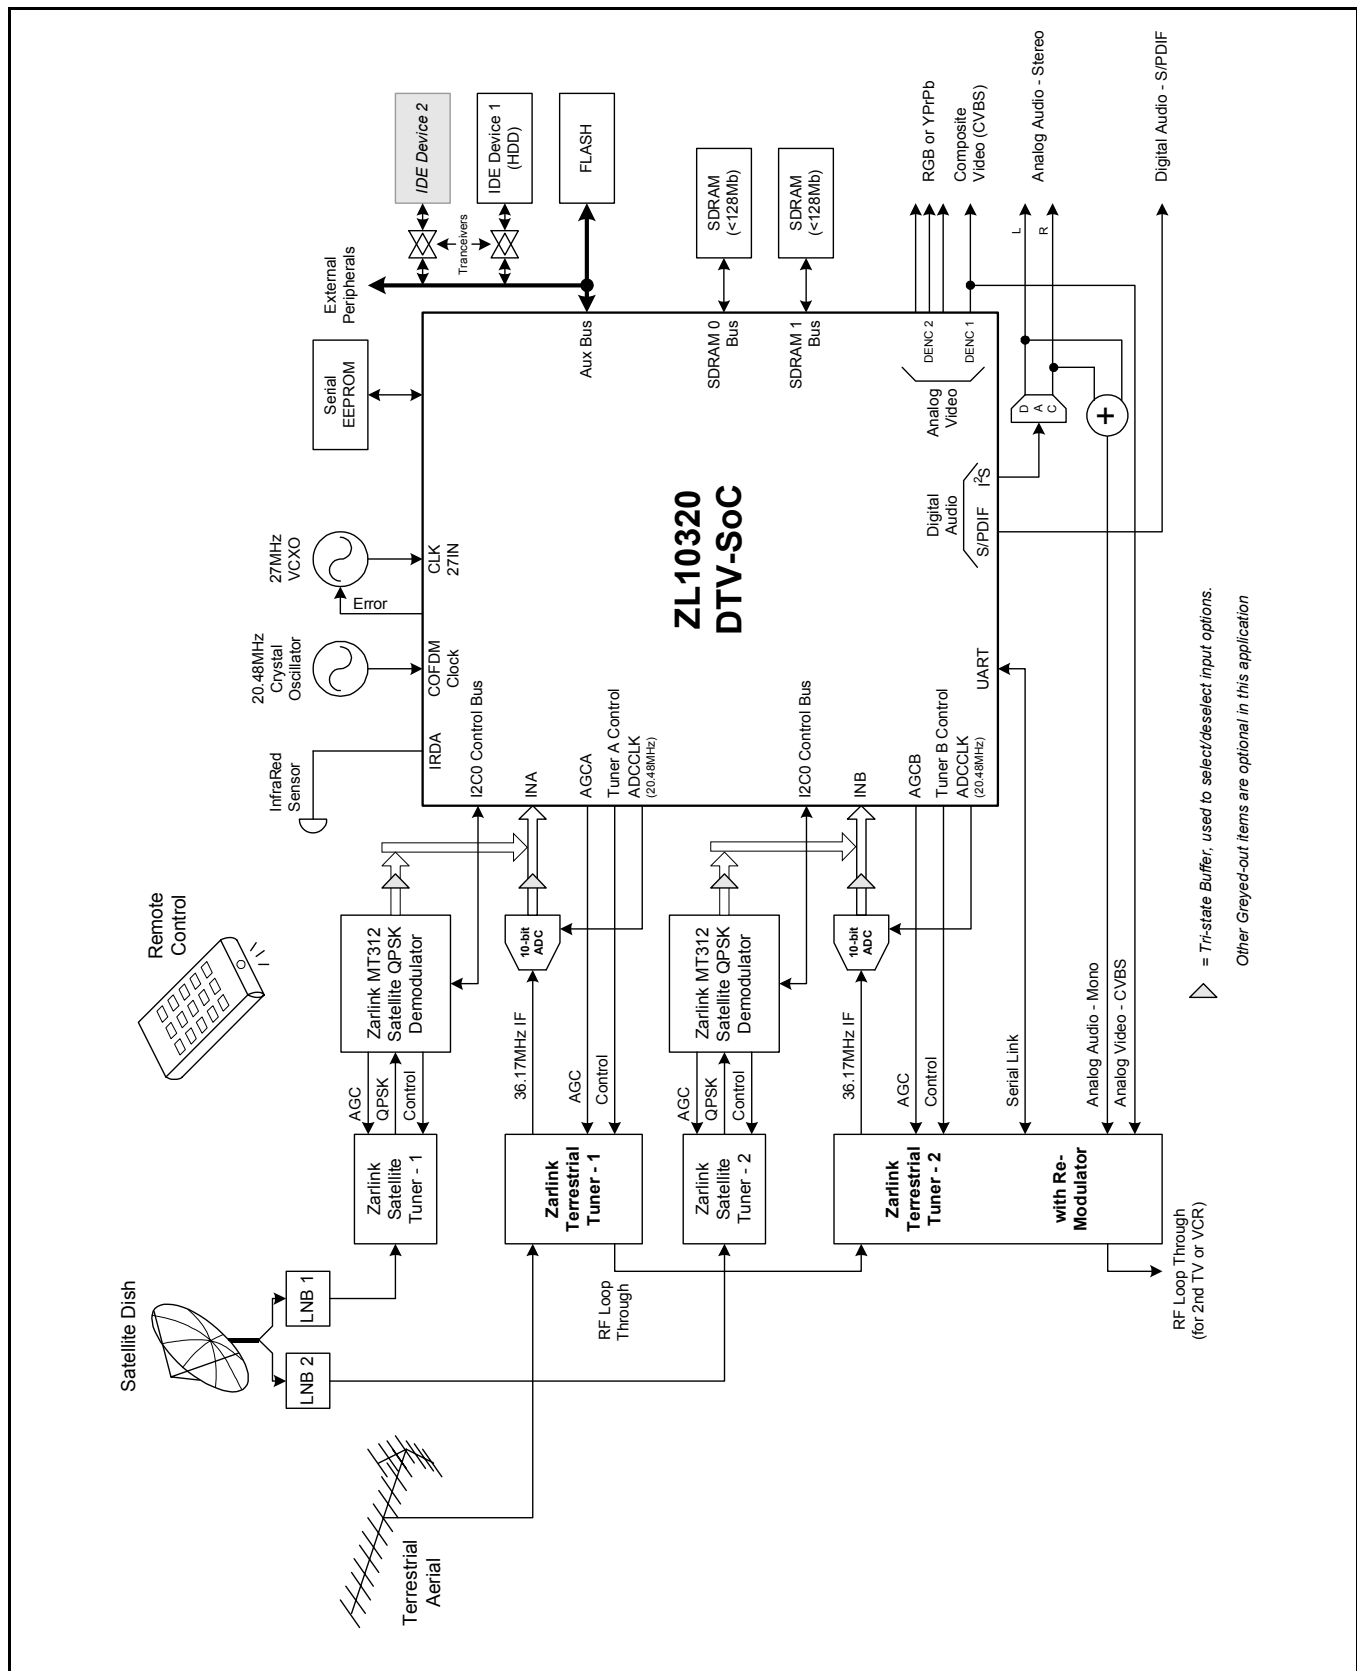 Satellite Dish
Terrestrial
Aerial
LNB 1
LNB 2
Remote
Control
InfraRed
Sensor
20.48MHz
Crystal
Oscillator
27MHz
VCXO
Error
Serial
EEPROM
External
Peripherals
Tranceivers
IDE Device 2
IDE Device 1
(HDD)
FLASH
Zarlink
Satellite
Tuner - 1
AGC
QPSK
Control
Zarlink MT312
Satellite QPSK
Demodulator
IRDA
COFDM
Clock
CLK
27IN
Aux Bus
I2C0 Control Bus
Zarlink
Terrestrial
Tuner - 1
36.17MHz IF
10-bit
ADC
INA
AGC
AGCA
Control
Tuner A Control
ADCCLK
(20.48MHz)
RF Loop
Through
ZL10320
DTV-SoC
SDRAM 0
Bus
SDRAM
(<128Mb)
SDRAM 1
Bus
SDRAM
(<128Mb)
Zarlink
Satellite
Tuner - 2
AGC
QPSK
Control
Zarlink MT312
Satellite QPSK
Demodulator
I2C0 Control Bus
Zarlink
Terrestrial
Tuner - 2
36.17MHz IF
10-bit
ADC
INB
AGC
AGCB
Control
Tuner B Control
ADCCLK
(20.48MHz)
with Re-
Modulator
Serial Link
UART
Digital
Audio
S/PDIF
I2S
Analog
Video
DENC 2
DENC 1
RGB or YPrPb
Composite
Video (CVBS)
D
A
C
L
R
+
Analog Audio - Stereo
Digital Audio - S/PDIF
Analog Audio - Mono
Analog Video - CVBS
RF Loop Through
(for 2nd TV or VCR)
= Tri-state Buffer, used to select/deselect input options.
Other Greyed-out items are optional in this application